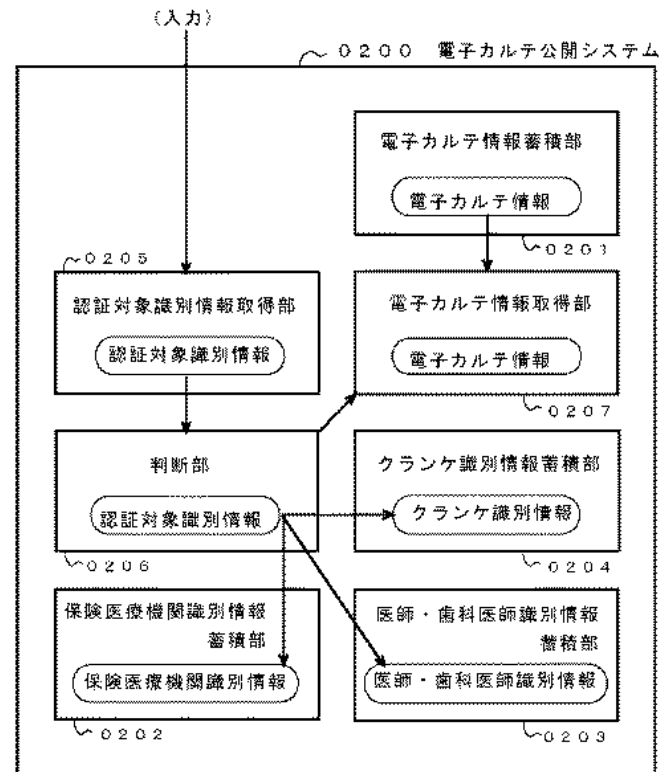 （入力）
０２００　電子カルテ公開システム
電子カルテ情報蓄積部
電子カルテ情報
０２０１
０２０５
認証対象識別情報取得部
認証対象識別情報
電子カルテ情報取得部
電子カルテ情報
０２０７
判断部
認証対象識別情報
０２０６
クランケ識別情報蓄積部
クランケ識別情報
０２０４
保険医療機関識別情報
蓄積部
保険医療機関識別情報
０２０２
医師・歯科医師識別情報
蓄積部
医師・歯科医師識別情報
０２０３